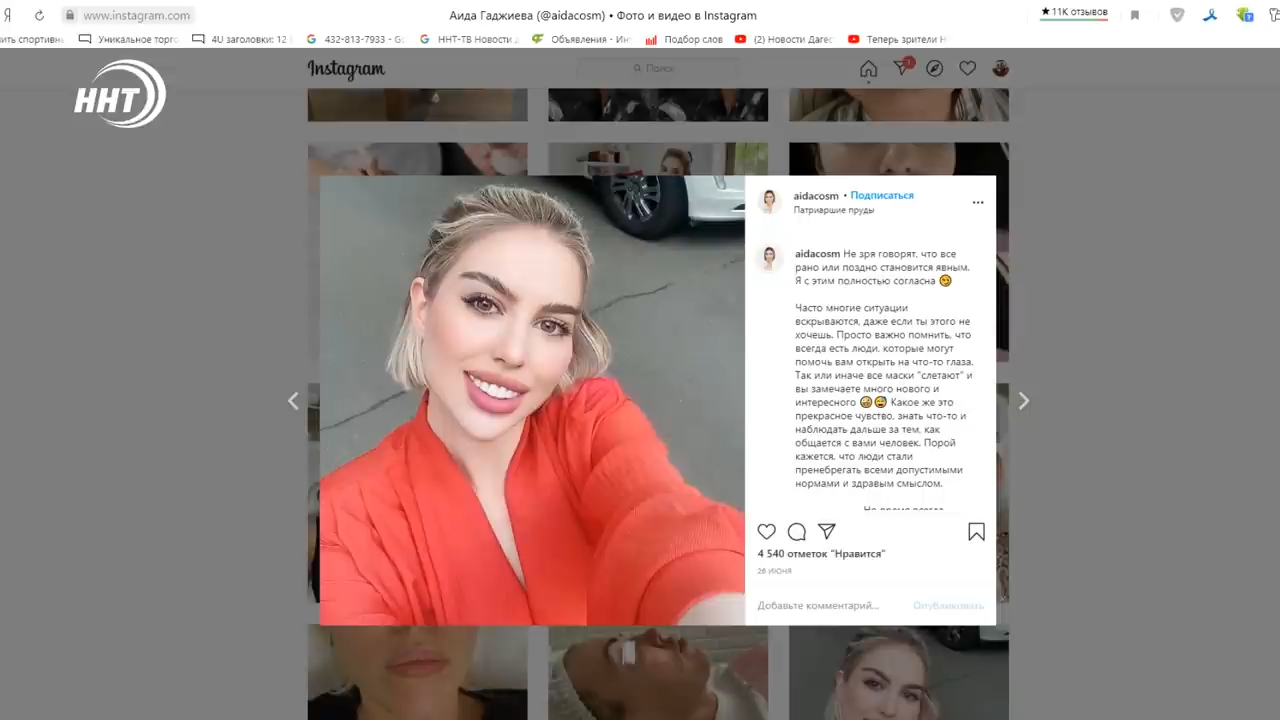 www.instagram.com
Аида Гаджиева (@aidacosm) • Фото и видео в Instagram
★ 11K отзывов
Уникальное торго
4U заголовки: 12
432-813-7933 - Go
ННТ-ТВ Новости д
Объявления - Ин
Подбор слов
(2) Новости Дагес
Теперь зрители Н
ННТ
Instagram
Поиск
1
aidacosm • Подписаться
Патриаршие пруды
aidacosm Не зря говорят, что все
рано или поздно становится явным.
Я с этим полностью согласна 😏
Часто многие ситуации
вскрываются, даже если ты этого не
хочешь. Просто важно помнить, что
всегда есть люди, которые могут
помочь вам открыть на что-то глаза.
Так или иначе все маски "слетают" и
вы замечаете много нового и
интересного 😂😅 Какое же это
прекрасное чувство, знать что-то и
наблюдать дальше за тем, как
общается с вами человек. Порой
кажется, что люди стали
пренебрегать всеми допустимыми
нормами и здравым смыслом.
Но время всегда
4 540 отметок "Нравится"
26 ИЮНЯ
Добавьте комментарий...
Опубликовать